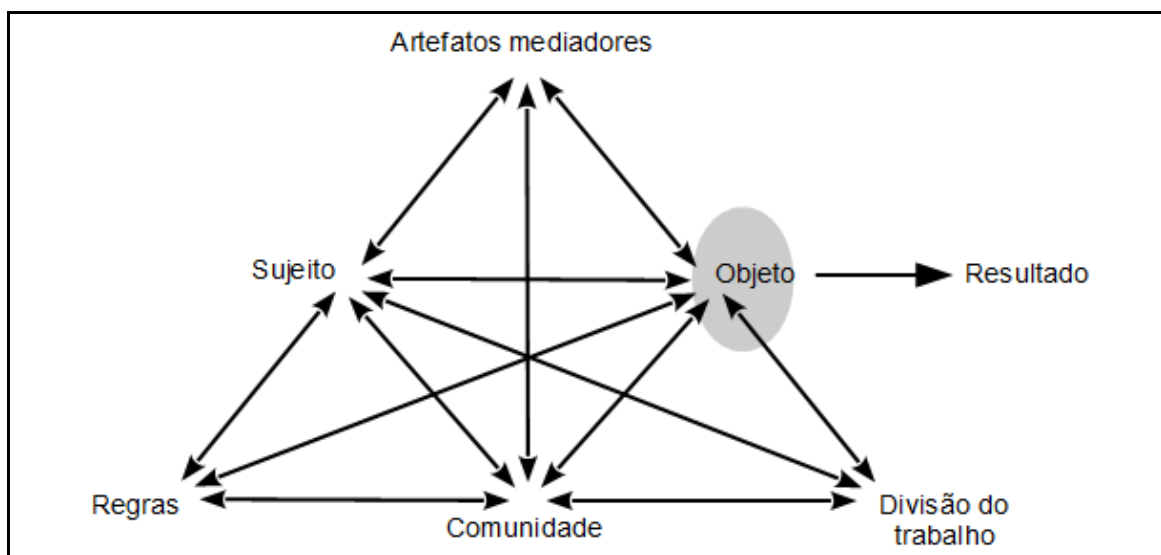 Artefatos mediadores
Sujeito
Objeto
Resultado
Regras
Comunidade
Divisão do
trabalho